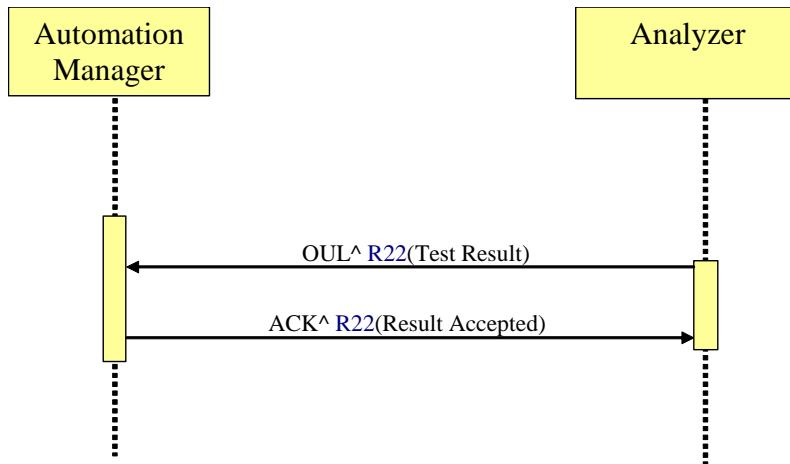 Automation
Manager
Analyzer
OUL^ R22(Test Result)
ACK^ R22(Result Accepted)